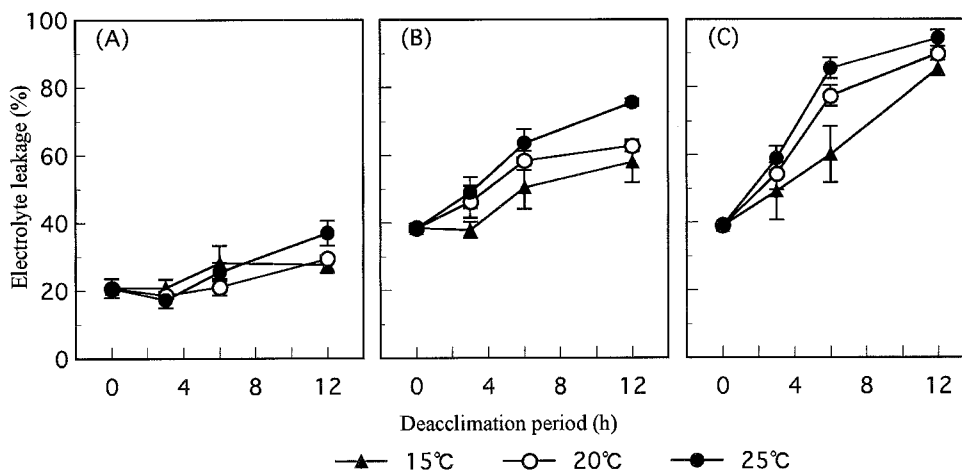 100
80
60
40
20
0
Electrolyte leakage (%)
(A)
(B)
(C)
0 4 8 12
0 4 8 12
0 4 8 12
Deacclimation period (h)
15℃ 20℃ 25℃